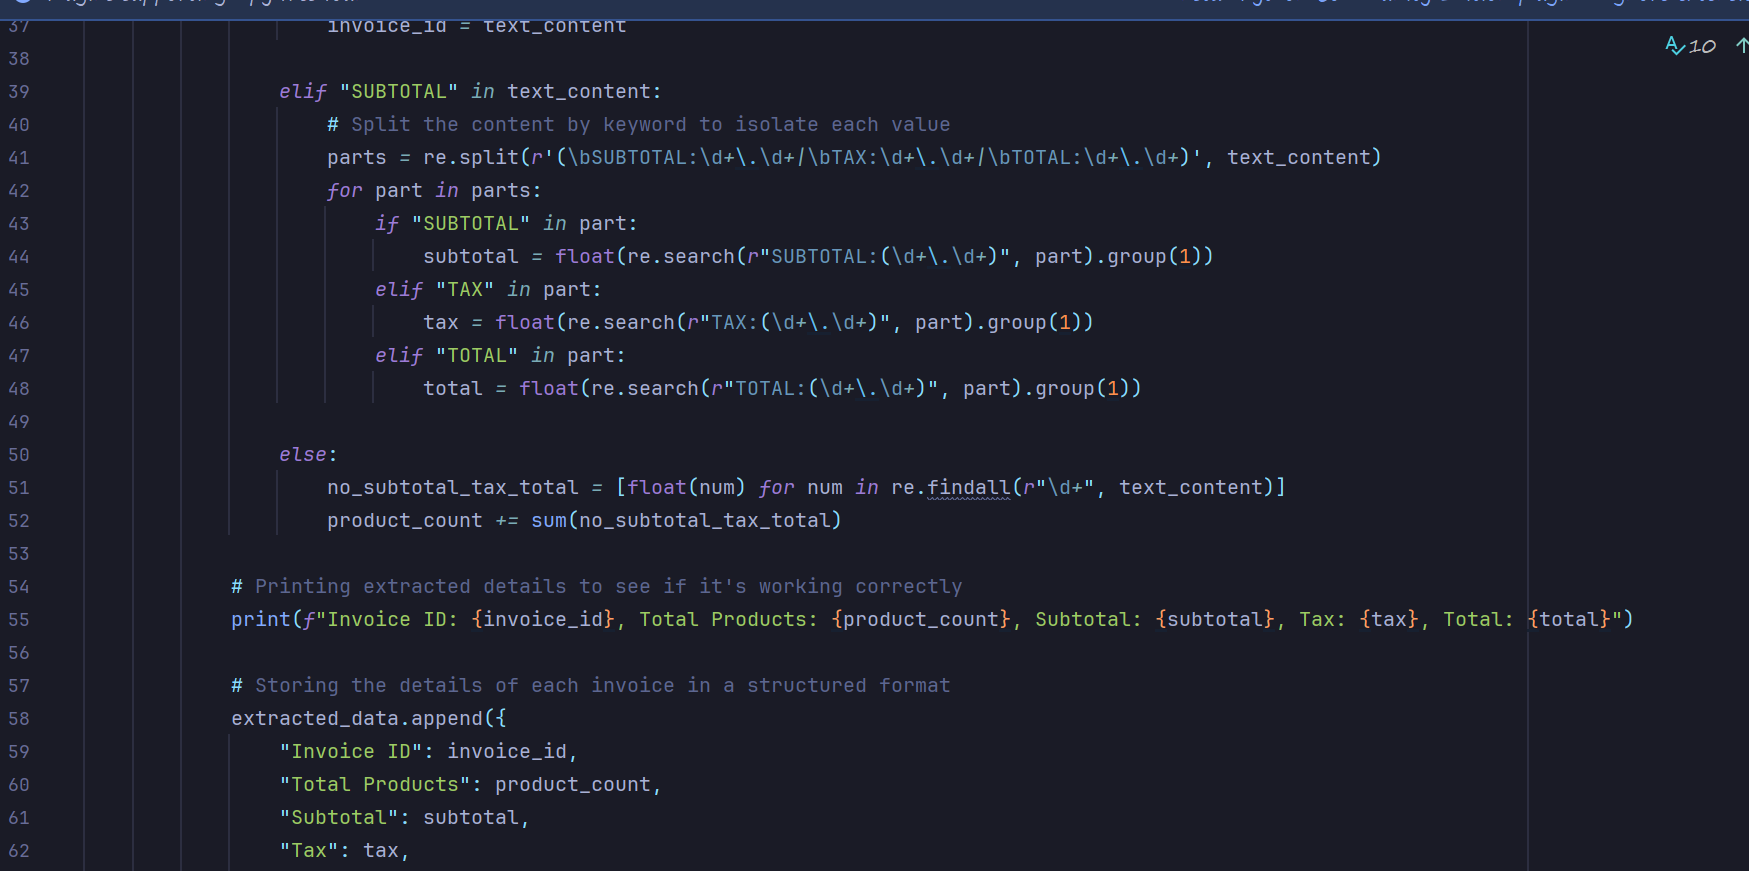 37 invoice_id = text_content
10
38
39 elif "SUBTOTAL" in text_content:
40 # Split the content by keyword to isolate each value
41 parts = re.split(r'(\bSUBTOTAL:\d+\.\d+|\bTAX:\d+\.\d+|\bTOTAL:\d+\.\d+)', text_content)
42 for part in parts:
43 if "SUBTOTAL" in part:
44 subtotal = float(re.search(r"SUBTOTAL:(\d+\.\d+)", part).group(1))
45 elif "TAX" in part:
46 tax = float(re.search(r"TAX:(\d+\.\d+)", part).group(1))
47 elif "TOTAL" in part:
48 total = float(re.search(r"TOTAL:(\d+\.\d+)", part).group(1))
49
50 else:
51 no_subtotal_tax_total = [float(num) for num in re.findall(r"\d+", text_content)]
52 product_count += sum(no_subtotal_tax_total)
53
54 # Printing extracted details to see if it's working correctly
55 print(f"Invoice ID: {invoice_id}, Total Products: {product_count}, Subtotal: {subtotal}, Tax: {tax}, Total: {total}")
56
57 # Storing the details of each invoice in a structured format
58 extracted_data.append({
59 "Invoice ID": invoice_id,
60 "Total Products": product_count,
61 "Subtotal": subtotal,
62 "Tax": tax,